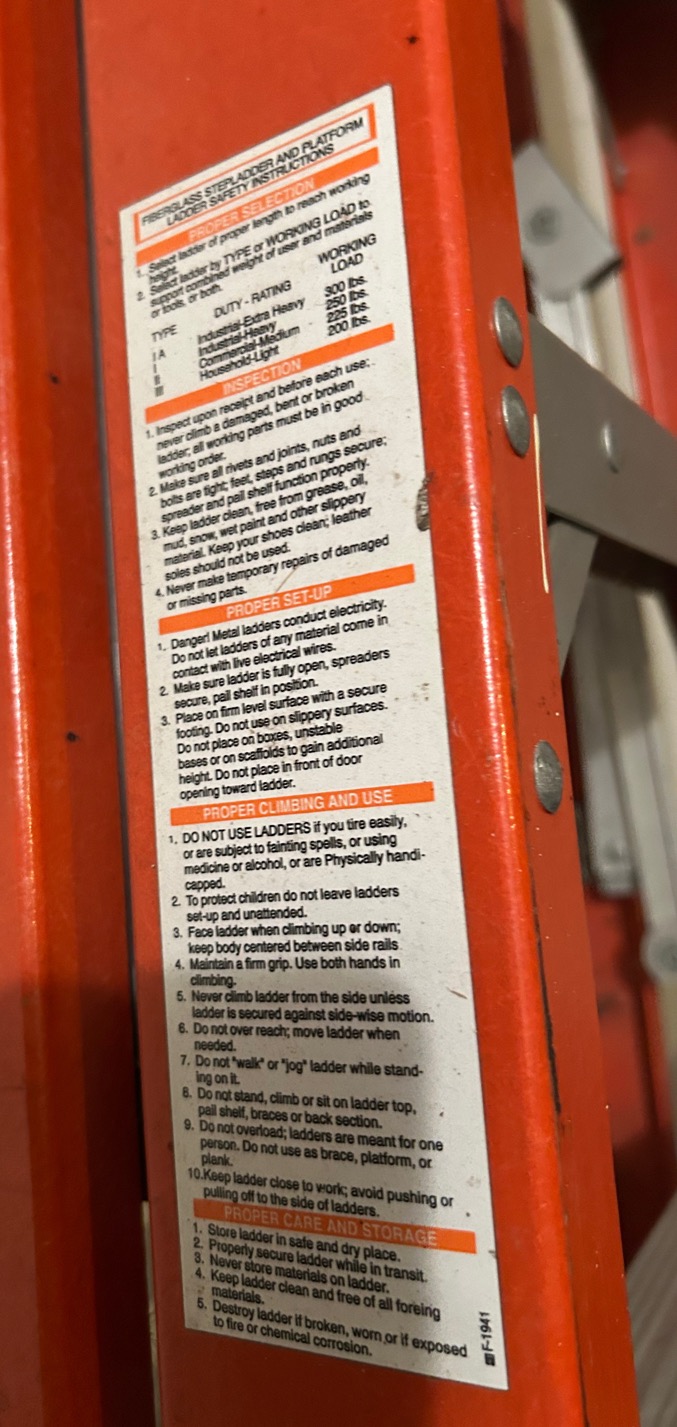 FIBERGLASS STEPLADDER AND PLATFORM
LADDER SAFETY INSTRUCTIONS
PROPER SELECTION
1. Select ladder of proper length to reach working
height.
2. Select ladder by TYPE or WORKING LOAD to
support combined weight of user and materials
or tools, or both.
TYPE DUTY - RATING WORKING
LOAD
I A Industrial-Extra Heavy 300 lbs.
I Industrial-Heavy 250 lbs.
II Commercial-Medium 225 lbs.
III Household-Light 200 lbs.
INSPECTION
1. Inspect upon receipt and before each use;
never climb a damaged, bent or broken
ladder; all working parts must be in good
working order.
2. Make sure all rivets and joints, nuts and
bolts are tight; feet, steps and rungs secure;
spreader and pail shelf function properly.
3. Keep ladder clean, free from grease, oil,
mud, snow, wet paint and other slippery
material. Keep your shoes clean; leather
soles should not be used.
4. Never make temporary repairs of damaged
or missing parts.
PROPER SET-UP
1. Danger! Metal ladders conduct electricity.
Do not let ladders of any material come in
contact with live electrical wires.
2. Make sure ladder is fully open, spreaders
secure, pail shelf in position.
3. Place on firm level surface with a secure
footing. Do not use on slippery surfaces.
Do not place on boxes, unstable
bases or on scaffolds to gain additional
height. Do not place in front of door
opening toward ladder.
PROPER CLIMBING AND USE
1. DO NOT USE LADDERS if you tire easily,
or are subject to fainting spells, or using
medicine or alcohol, or are Physically handi-
capped.
2. To protect children do not leave ladders
set-up and unattended.
3. Face ladder when climbing up or down;
keep body centered between side rails
4. Maintain a firm grip. Use both hands in
climbing.
5. Never climb ladder from the side unless
ladder is secured against side-wise motion.
6. Do not over reach; move ladder when
needed.
7. Do not "walk" or "jog" ladder while stand-
ing on it.
8. Do not stand, climb or sit on ladder top,
pail shelf, braces or back section.
9. Do not overload; ladders are meant for one
person. Do not use as brace, platform, or
plank.
10.Keep ladder close to work; avoid pushing or
pulling off to the side of ladders.
PROPER CARE AND STORAGE
1. Store ladder in safe and dry place.
2. Properly secure ladder while in transit.
3. Never store materials on ladder.
4. Keep ladder clean and free of all foreing
materials.
5. Destroy ladder if broken, worn or if exposed
to fire or chemical corrosion.
F-1941